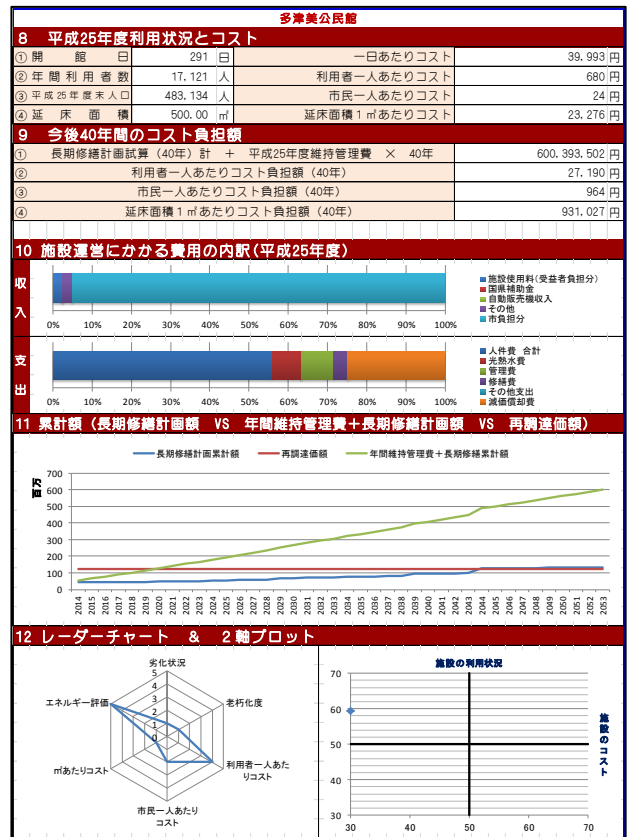 多津美公民館
8 平成25年度利用状況とコスト
① 開館日 291 日 一日あたりコスト 39.993 円
② 年間利用者数 17.121 人 利用者一人あたりコスト 680 円
③ 平成25年度末人口 483.134 人 市民一人あたりコスト 24 円
④ 延床面積 500.00 ㎡ 延床面積1㎡あたりコスト 23.276 円
9 今後40年間のコスト負担額
① 長期修繕計画試算（40年）計 ＋ 平成25年度維持管理費 × 40年 600.393.502 円
② 利用者一人あたりコスト負担額（40年） 27.190 円
③ 市民一人あたりコスト負担額（40年） 964 円
④ 延床面積1㎡あたりコスト負担額（40年） 931.027 円
10 施設運営にかかる費用の内訳(平成25年度)
収入
0% 10% 20% 30% 40% 50% 60% 70% 80% 90% 100%
施設使用料(受益者負担分)
国県補助金
自動販売機収入
その他
市負担分
支出
0% 10% 20% 30% 40% 50% 60% 70% 80% 90% 100%
人件費 合計
光熱水費
管理費
修繕費
その他支出
減価償却費
11 累計額（長期修繕計画額 VS 年間維持管理費＋長期修繕計画額 VS 再調達価額）
長期修繕計画累計額 再調達価額 年間維持管理費＋長期修繕累計額
百万
700
600
500
400
300
200
100
0
2014 2015 2016 2017 2018 2019 2020 2021 2022 2023 2024 2025 2026 2027 2028 2029 2030 2031 2032 2033 2034 2035 2036 2037 2038 2039 2040 2041 2042 2043 2044 2045 2046 2047 2048 2049 2050 2051 2052 2053
12 レーダーチャート ＆ 2軸プロット
劣化状況
老朽化度
利用者一人あた
りコスト
市民一人あたり
コスト
㎡あたりコスト
エネルギー評価
5
4
3
2
1
0
施設の利用状況
施設のコスト
70
60
50
40
30
30 40 50 60 70